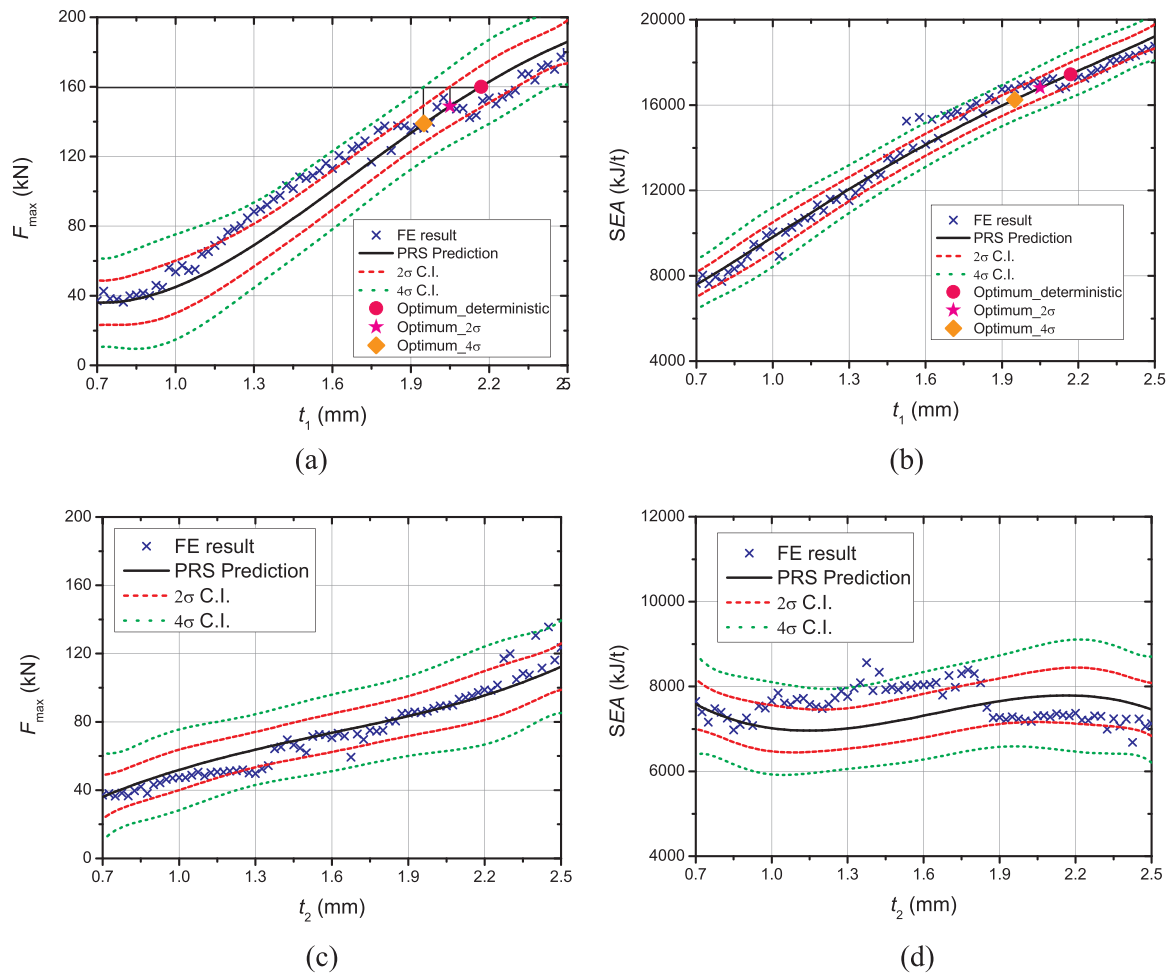 (a)
200
160
120
80
40
0
F max (kN)
FE result
PRS Prediction
2σ C.I.
4σ C.I.
Optimum_deterministic
Optimum_2σ
Optimum_4σ
0.7 1.0 1.3 1.6 1.9 2.2 2.5
t1 (mm)
(a)
(b)
20000
16000
12000
8000
4000
SEA (kJ/t)
FE result
PRS Prediction
2σ C.I.
4σ C.I.
Optimum_deterministic
Optimum_2σ
Optimum_4σ
0.7 1.0 1.3 1.6 1.9 2.2 2.5
t1 (mm)
(b)
200
160
120
80
40
0
F max (kN)
FE result
PRS Prediction
2σ C.I.
4σ C.I.
0.7 1.0 1.3 1.6 1.9 2.2 2.5
t2 (mm)
(c)
12000
10000
8000
6000
4000
SEA (kJ/t)
FE result
PRS Prediction
2σ C.I.
4σ C.I.
0.7 1.0 1.3 1.6 1.9 2.2 2.5
t2 (mm)
(d)